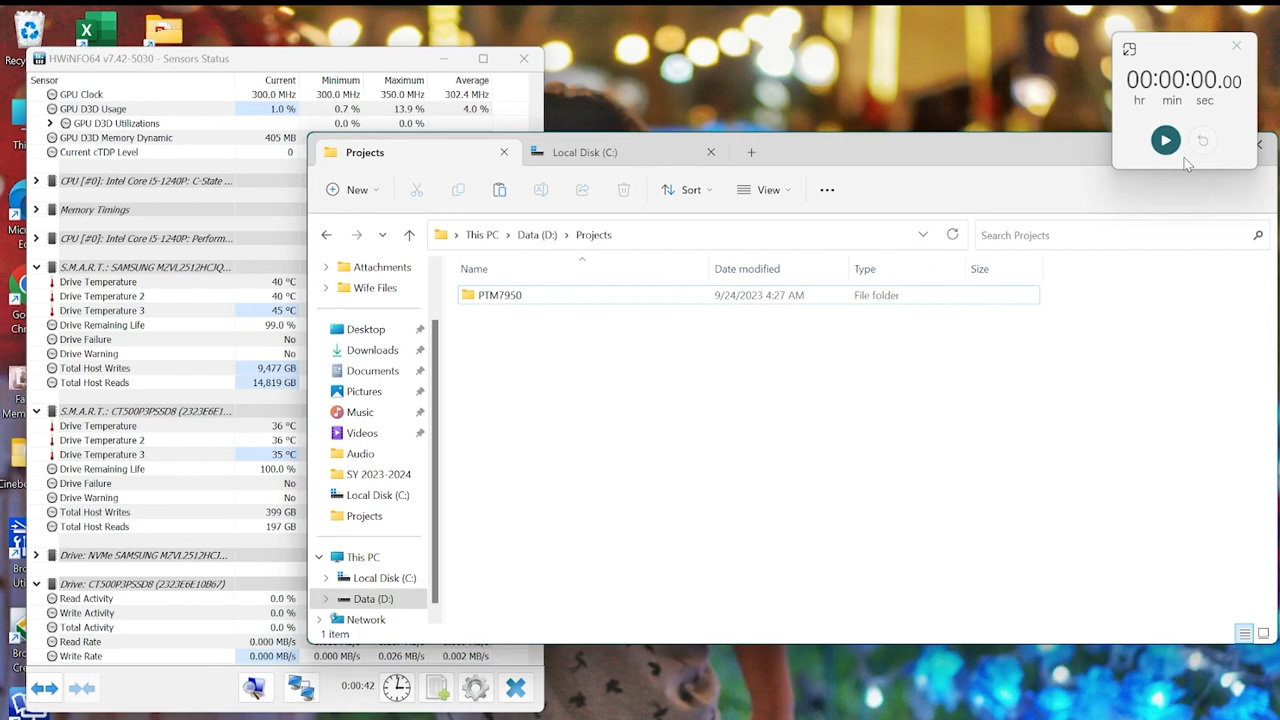 HWiNFO64 v7.42-5030 - Sensors Status
Sensor Current Minimum Maximum Average
GPU Clock 300.0 MHz 300.0 MHz 350.0 MHz 302.4 MHz
GPU D3D Usage 1.0 % 0.7 % 13.9 % 4.0 %
GPU D3D Utilizations 0.0 % 0.0 %
GPU D3D Memory Dynamic 405 MB
Current cTDP Level 0
CPU [#0]: Intel Core i5-1240P: C-State ...
Memory Timings
CPU [#0]: Intel Core i5-1240P: Perform...
S.M.A.R.T.: SAMSUNG MZVL2512HCJQ...
Drive Temperature 40 °C
Drive Temperature 2 40 °C
Drive Temperature 3 45 °C
Drive Remaining Life 99.0 %
Drive Failure No
Drive Warning No
Total Host Writes 9,477 GB
Total Host Reads 14,819 GB
S.M.A.R.T.: CT500P3PSSD8 (2323E6E1...
Drive Temperature 36 °C
Drive Temperature 2 36 °C
Drive Temperature 3 35 °C
Drive Remaining Life 100.0 %
Drive Failure No
Drive Warning No
Total Host Writes 399 GB
Total Host Reads 197 GB
Drive: NVMe SAMSUNG MZVL2512HCJ...
Drive: CT500P3PSSD8 (2323E6E10B67)
Read Activity 0.0 %
Write Activity 0.0 %
Total Activity 0.0 %
Read Rate 0.000 MB/s
Write Rate 0.000 MB/s 0.000 MB/s 0.026 MB/s 0.002 MB/s
0:00:42
Projects
Local Disk (C:)
New
Sort
View
This PC > Data (D:) > Projects
Search Projects
Name Date modified Type Size
PTM7950 9/24/2023 4:27 AM File folder
Attachments
Wife Files
Desktop
Downloads
Documents
Pictures
Music
Videos
Audio
SY 2023-2024
Local Disk (C:)
Projects
This PC
Local Disk (C:)
Data (D:)
Network
1 item
00:00:00.00
hr min sec